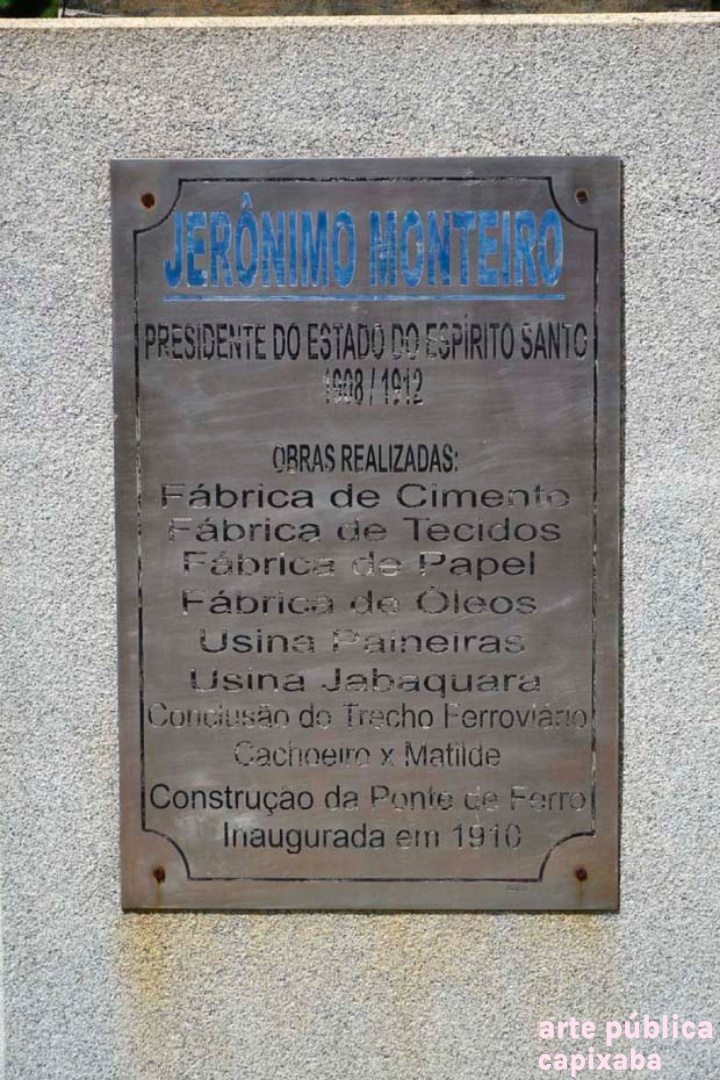 JERÔNIMO MONTEIRO
PRESIDENTE DO ESTADO DO ESPÍRITO SANTO
1908 / 1912
OBRAS REALIZADAS:
Fábrica de Cimento
Fábrica de Tecidos
Fábrica de Papel
Fábrica de Óleos
Usina Paineiras
Usina Jabaquara
Conclusão do Trecho Ferroviário
Cachoeiro x Matilde
Construção da Ponte de Ferro
Inaugurada em 1910
arte pública
capixaba